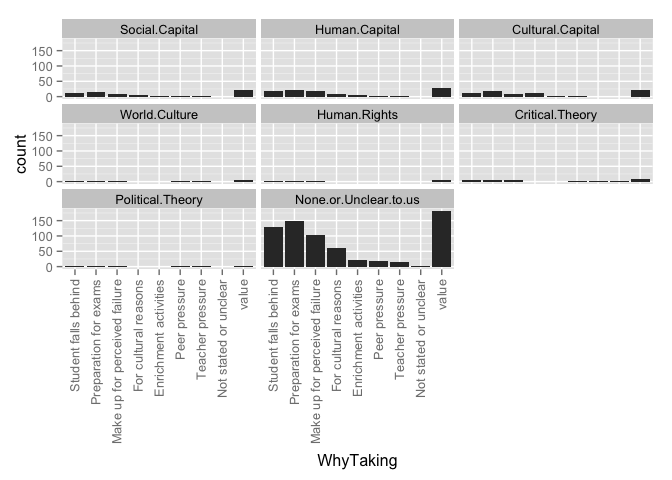 Social.Capital Human.Capital Cultural.Capital
150
100
50
0
World.Culture Human.Rights Critical.Theory
150
100
50
0
Political.Theory None.or.Unclear.to.us
150
100
50
0
count
Student falls behind
Preparation for exams
Make up for perceived failure
For cultural reasons
Enrichment activities
Peer pressure
Teacher pressure
Not stated or unclear
value
Student falls behind
Preparation for exams
Make up for perceived failure
For cultural reasons
Enrichment activities
Peer pressure
Teacher pressure
Not stated or unclear
value
WhyTaking